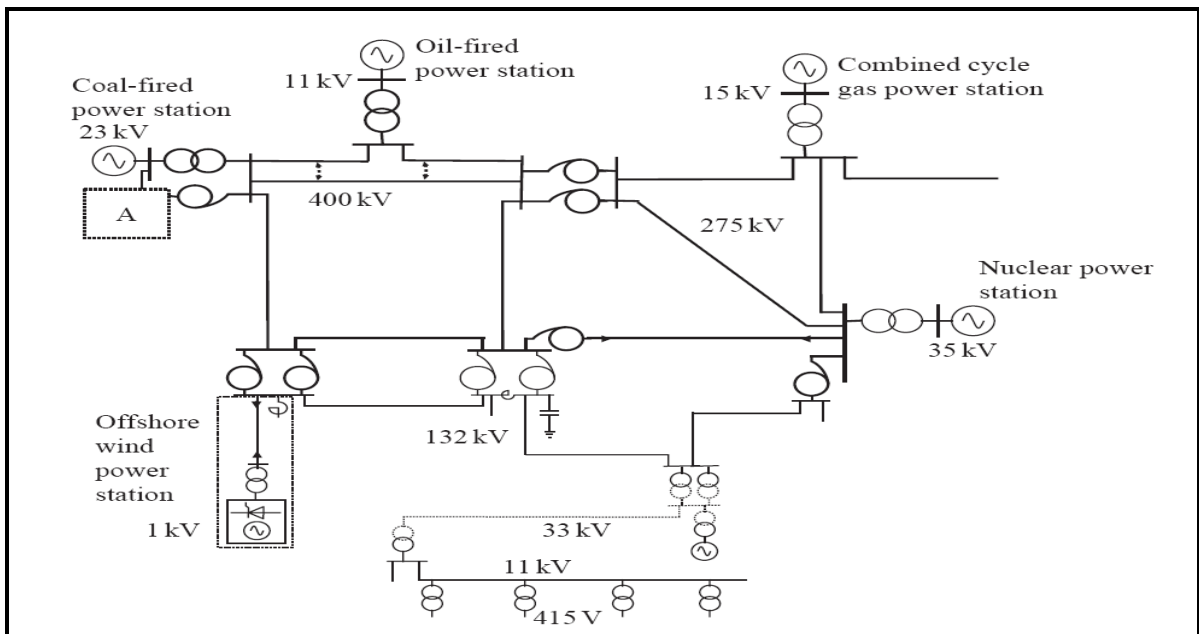 Oil-fired
power station
11 kV
Combined cycle
gas power station
15 kV
Coal-fired
power station
23 kV
A
400 kV
275 kV
Nuclear power
station
35 kV
Offshore
wind
power
station
1 kV
132 kV
33 kV
11 kV
415 V